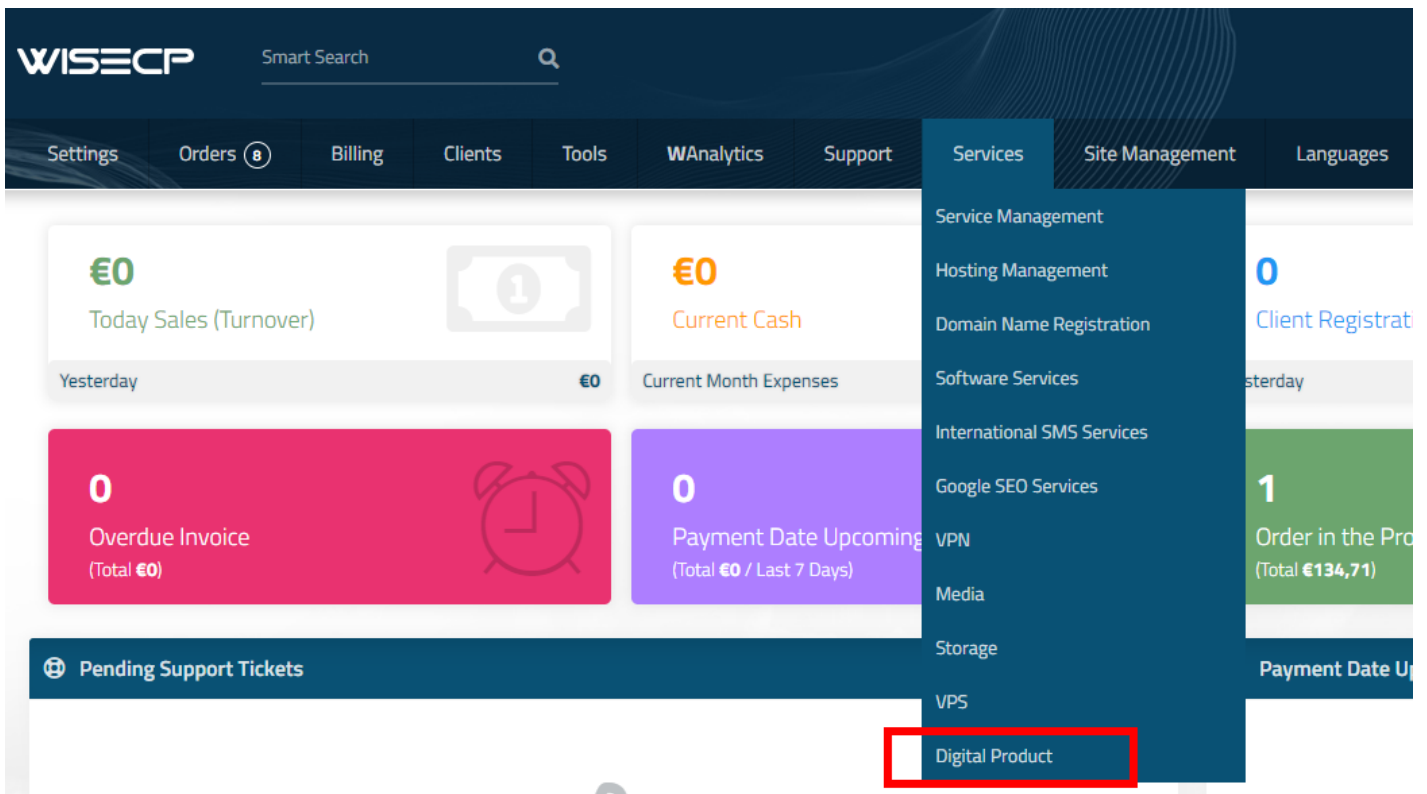 WISECP
Smart Search
Settings
Orders 8
Billing
Clients
Tools
WAnalytics
Support
Services
Site Management
Languages
Service Management
Hosting Management
Domain Name Registration
Software Services
International SMS Services
Google SEO Services
VPN
Media
Storage
VPS
Digital Product
€0
Today Sales (Turnover)
Yesterday
€0
€0
Current Cash
Current Month Expenses
0
Client Registrati
sterday
0
Overdue Invoice
(Total €0)
0
Payment Date Upcoming
(Total €0 / Last 7 Days)
1
Order in the Pro
(Total €134,71)
Pending Support Tickets
Payment Date Up